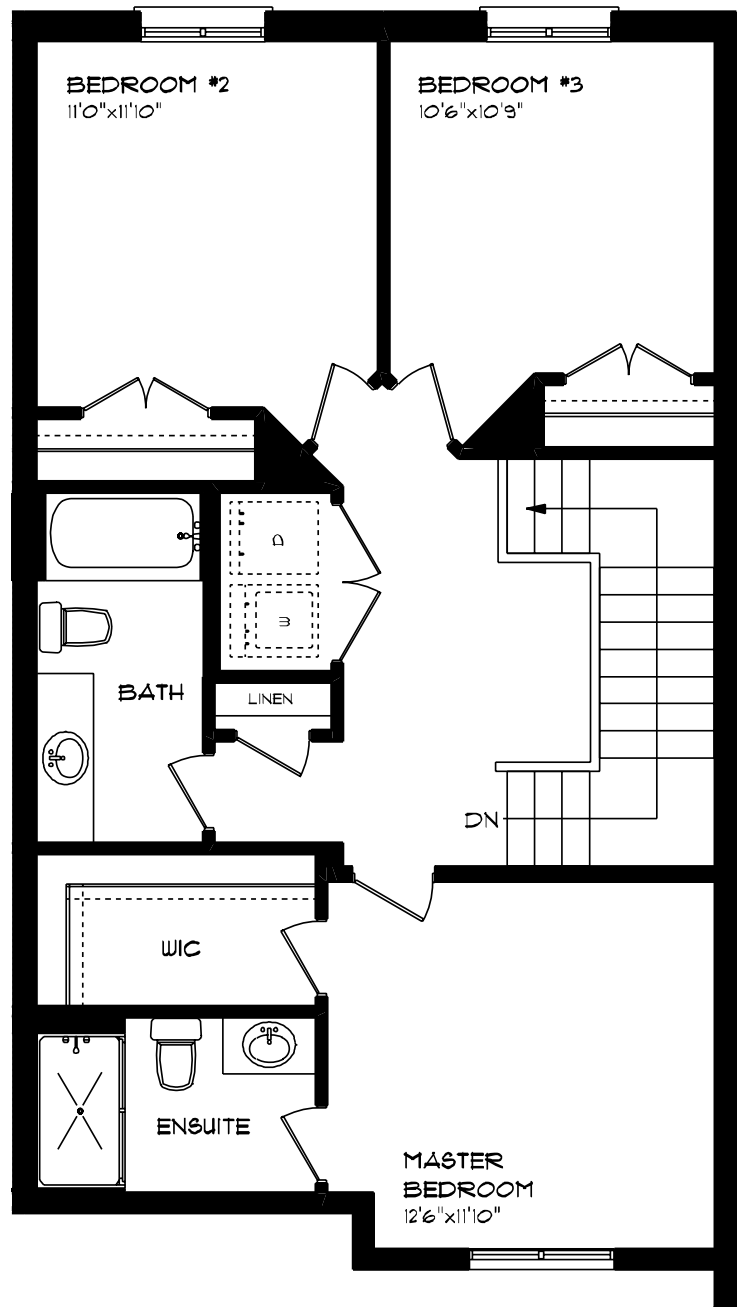 BEDROOM #2
11'0"x11'10"
BEDROOM #3
10'6"x10'9"
D
W
BATH
LINEN
DN
WIC
ENSUITE
MASTER
BEDROOM
12'6"x11'10"